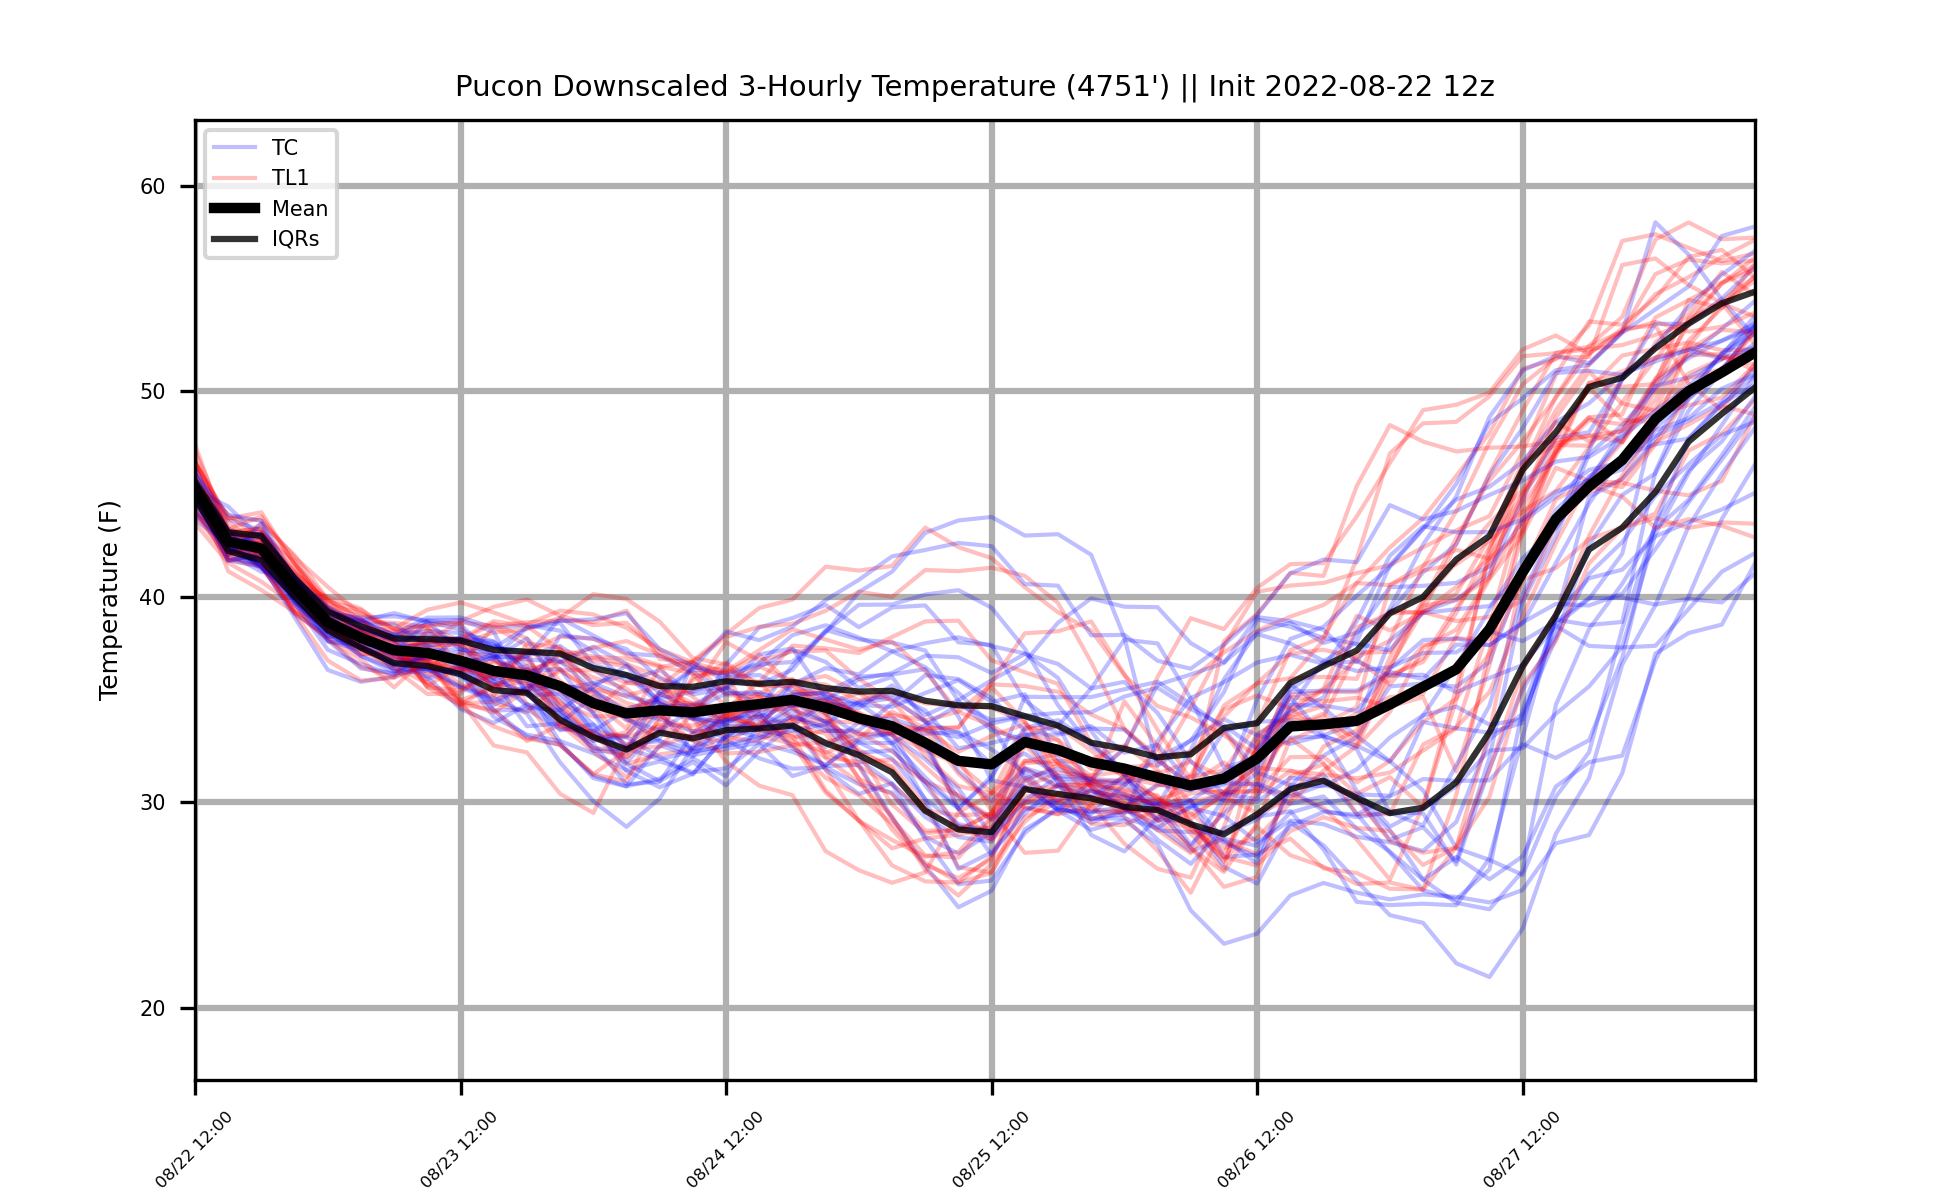 Pucon Downscaled 3-Hourly Temperature (4751') || Init 2022-08-22 12z
TC
TL1
Mean
IQRs
Temperature (F)
60
50
40
30
20
08/22 12:00
08/23 12:00
08/24 12:00
08/25 12:00
08/26 12:00
08/27 12:00